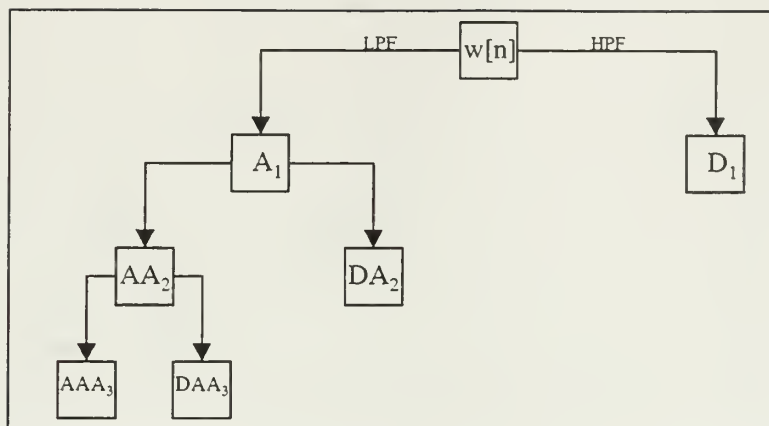 LPF w[n] HPF
A₁ D₁
AA₂ DA₂
AAA₃ DAA₃